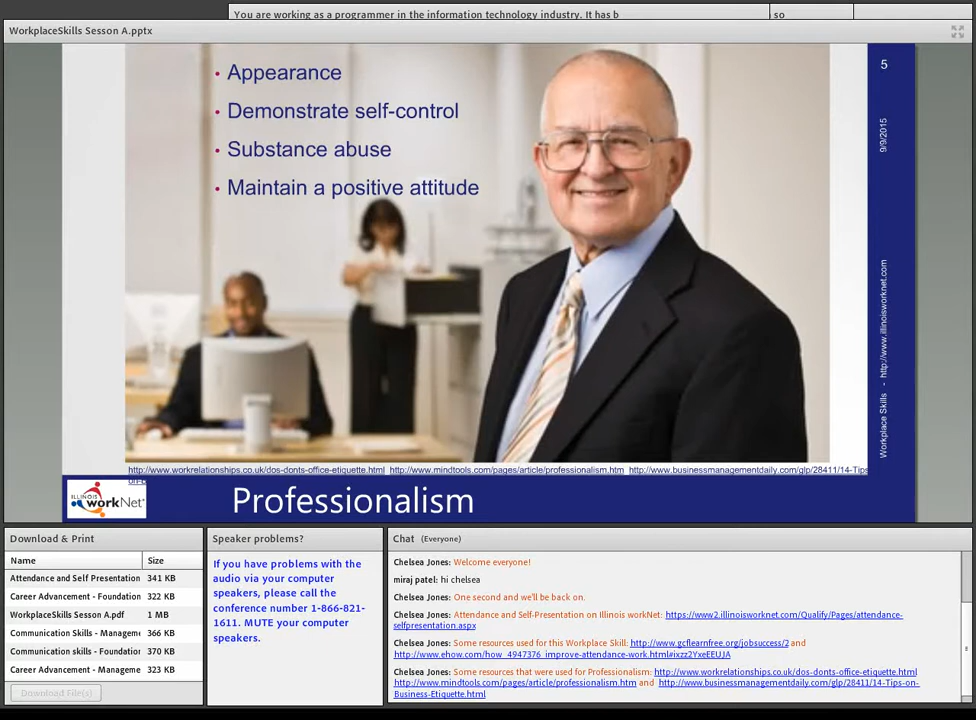 You are working as a programmer in the information technology industry. It has b
so
WorkplaceSkills Sesson A.pptx
• Appearance
• Demonstrate self-control
• Substance abuse
• Maintain a positive attitude
5
9/9/2015
Workplace Skills - http://www.illinoisworknet.com/
http://www.workrelationships.co.uk/dos-donts-office-etiquette.html http://www.mindtools.com/pages/article/professionalism.htm http://www.businessmanagementdaily.com/glp/28411/14-Tips
ILLINOIS
workNet
Professionalism
Download & Print
Name Size
Attendance and Self Presentation 341 KB
Career Advancement - Foundation 322 KB
WorkplaceSkills Sesson A.pdf 1 MB
Communication Skills - Manageme 366 KB
Communication skills - Foundatior 370 KB
Career Advancement - Manageme 323 KB
Download File(s)
Speaker problems?
If you have problems with the
audio via your computer
speakers, please call the
conference number 1-866-821-
1611. MUTE your computer
speakers.
Chat (Everyone)
Chelsea Jones: Welcome everyone!
miraj patel: hi chelsea
Chelsea Jones: One second and we'll be back on.
Chelsea Jones: Attendance and Self-Presentation on Illinois workNet: https://www2.illinoisworknet.com/Qualify/Pages/attendance-
selfpresentation.aspx
Chelsea Jones: Some resources used for this Workplace Skill: http://www.gcflearnfree.org/jobsuccess/2 and
http://www.ehow.com/how_4947376_improve-attendance-work.html#ixzz2YxeEEUJA
Chelsea Jones: Some resources that were used for Professionalism: http://www.workrelationships.co.uk/dos-donts-office-etiquette.html
http://www.mindtools.com/pages/article/professionalism.htm and http://www.businessmanagementdaily.com/glp/28411/14-Tips-on-
Business-Etiquette.html